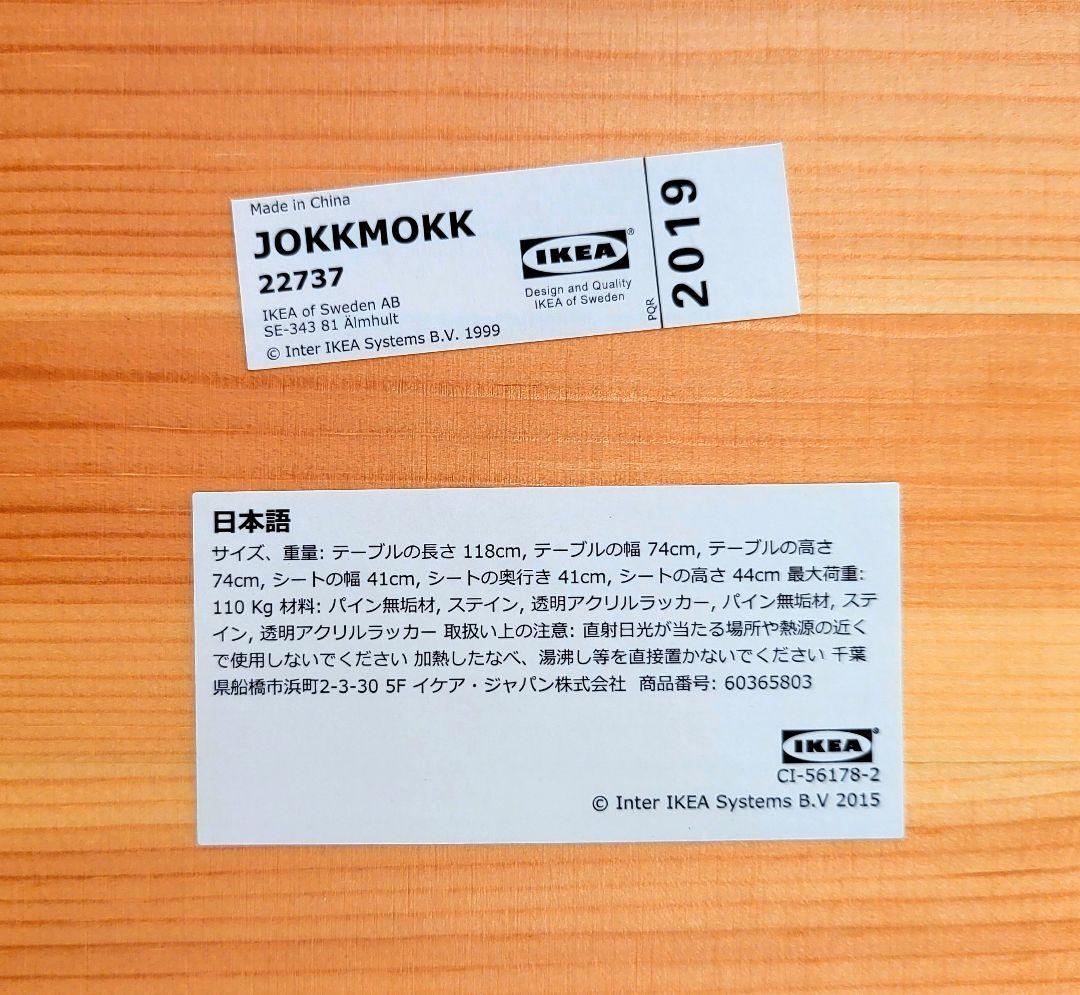 Made in China
JOKKMOKK
22737
IKEA of Sweden AB
SE-343 81 Älmhult
© Inter IKEA Systems B.V. 1999
IKEA®
Design and Quality
IKEA of Sweden
PQR
2019
日本語
サイズ、重量: テーブルの長さ 118cm, テーブルの幅 74cm, テーブルの高さ
74cm, シートの幅 41cm, シートの奥行き 41cm, シートの高さ 44cm 最大荷重:
110 Kg 材料: パイン無垢材, ステイン, 透明アクリルラッカー, パイン無垢材, ステ
イン, 透明アクリルラッカー 取扱い上の注意: 直射日光が当たる場所や熱源の近く
で使用しないでください 加熱したなべ、湯沸し等を直接置かないでください 千葉
県船橋市浜町2-3-30 5F イケア・ジャパン株式会社 商品番号: 60365803
IKEA®
CI-56178-2
© Inter IKEA Systems B.V 2015